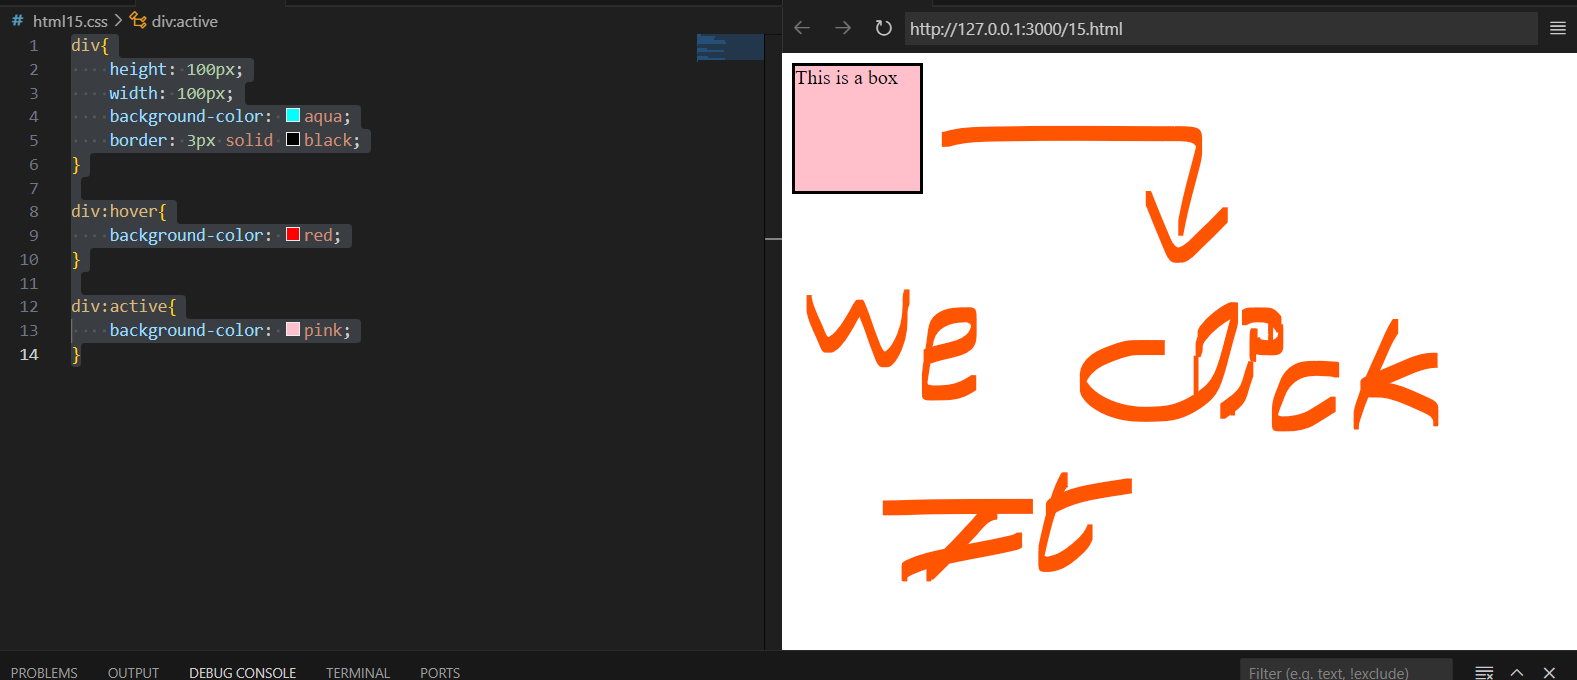 html15.css > div:active
http://127.0.0.1:3000/15.html
1 div{
2 height: 100px;
3 width: 100px;
4 background-color: aqua;
5 border: 3px solid black;
6 }
7
8 div:hover{
9 background-color: red;
10 }
11
12 div:active{
13 background-color: pink;
14 }
This is a box
We click
It
PROBLEMS OUTPUT DEBUG CONSOLE TERMINAL PORTS
Filter (e.g. text, !exclude)